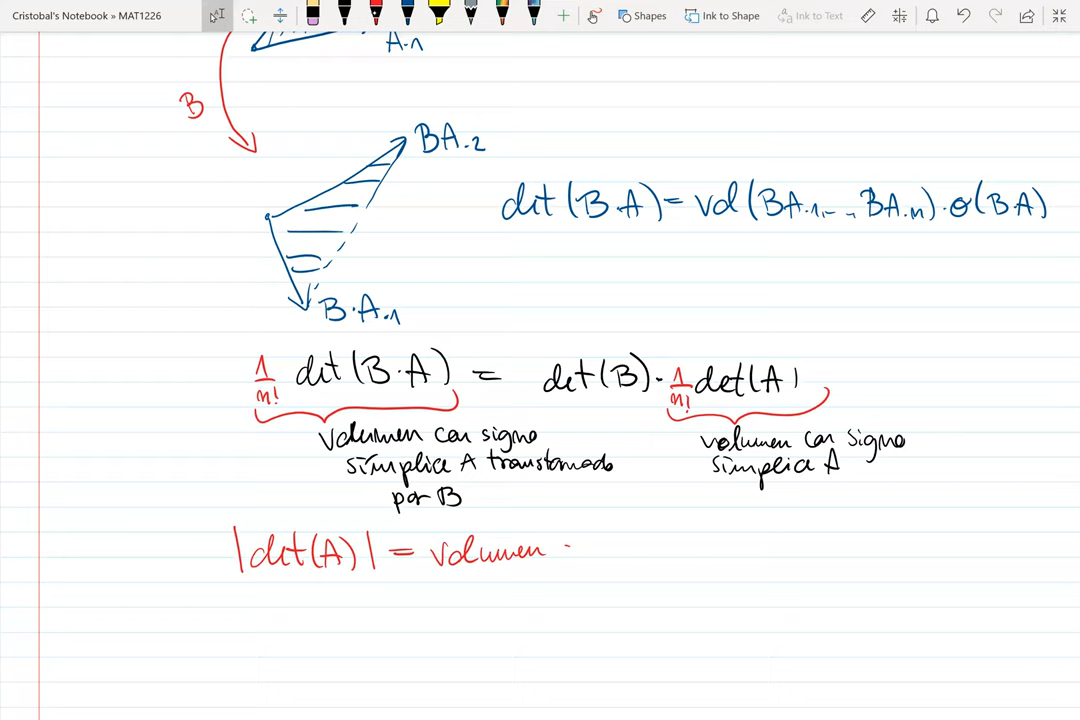 Cristobal's Notebook » MAT1226
Shapes
Ink to Shape
Ink to Text
A·1
B
BA·2
det(B·A) = vol(BA·1, -- , BA·n) · σ(B·A)
B·A·1
1/n! det(B·A) = det(B) · 1/n! det(A)
volumen con signo
simplice A transformado
por B
volumen con signo
simplice A
|det(A)| = volumen